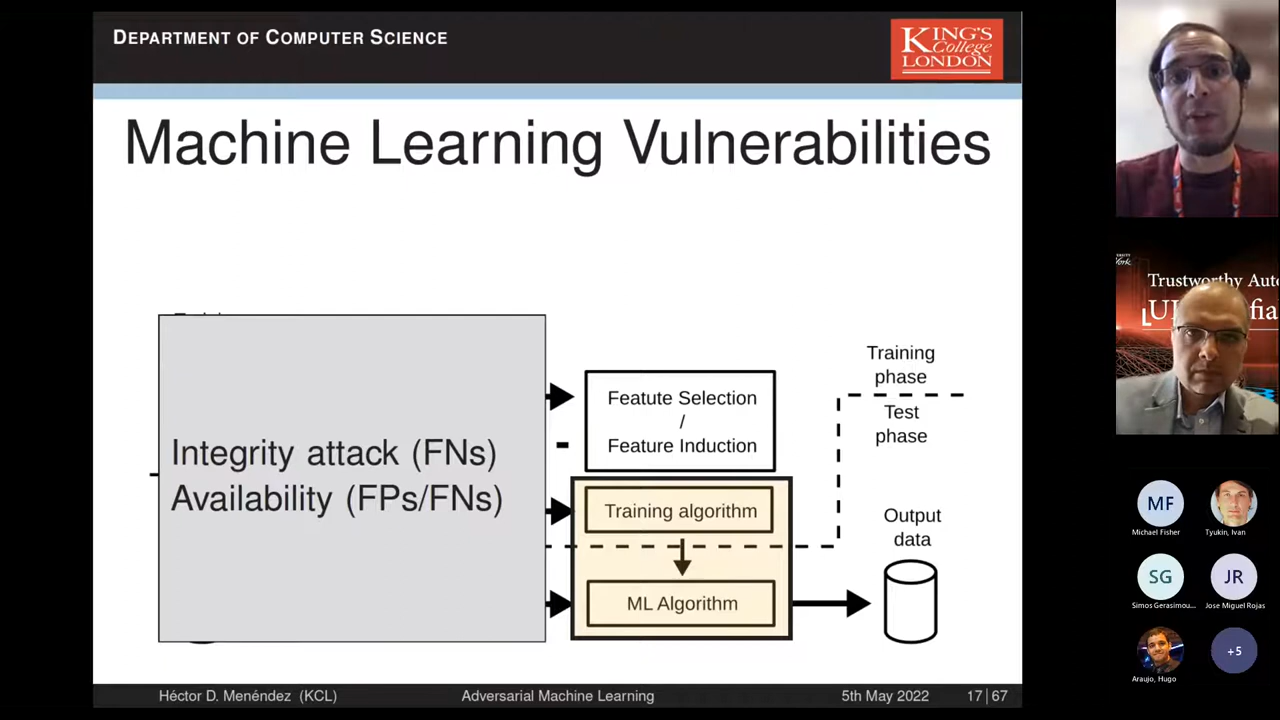 DEPARTMENT OF COMPUTER SCIENCE
KING'S
College
LONDON
Machine Learning Vulnerabilities
Integrity attack (FNs)
Availability (FPs/FNs)
Featute Selection
/
Feature Induction
Training algorithm
ML Algorithm
Training
phase
Test
phase
Output
data
Héctor D. Menéndez (KCL)
Adversarial Machine Learning
5th May 2022
17|67
Trustworthy Auto
MF
Michael Fisher
Tyukin, Ivan
SG
Simos Gerasimou...
JR
Jose Miguel Rojas
Araujo, Hugo
+5